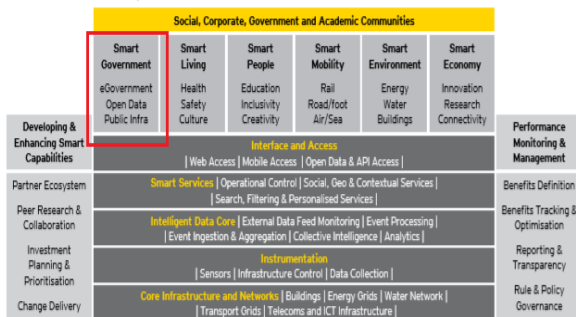 Social, Corporate, Government and Academic Communities
Smart Government
eGovernment
Open Data
Public Infra
Smart Living
Health
Safety
Culture
Smart People
Education
Inclusivity
Creativity
Smart Mobility
Rail
Road/foot
Air/Sea
Smart Environment
Energy
Water
Buildings
Smart Economy
Innovation
Research
Connectivity
Developing &
Enhancing Smart
Capabilities
Partner Ecosystem
Peer Research &
Collaboration
Investment
Planning &
Prioritisation
Change Delivery
Interface and Access
| Web Access | Mobile Access | Open Data & API Access |
Smart Services | Operational Control | Social, Geo & Contextual Services |
| Search, Filtering & Personalised Services |
Intelligent Data Core | External Data Feed Monitoring | Event Processing |
| Event Ingestion & Aggregation | Collective Intelligence | Analytics |
Instrumentation
| Sensors | Infrastructure Control | Data Collection |
Core Infrastructure and Networks | Buildings | Energy Grids | Water Network |
| Transport Grids | Telecoms and ICT Infrastructure |
Performance
Monitoring &
Management
Benefits Definition
Benefits Tracking &
Optimisation
Reporting &
Transparency
Rule & Policy
Governance